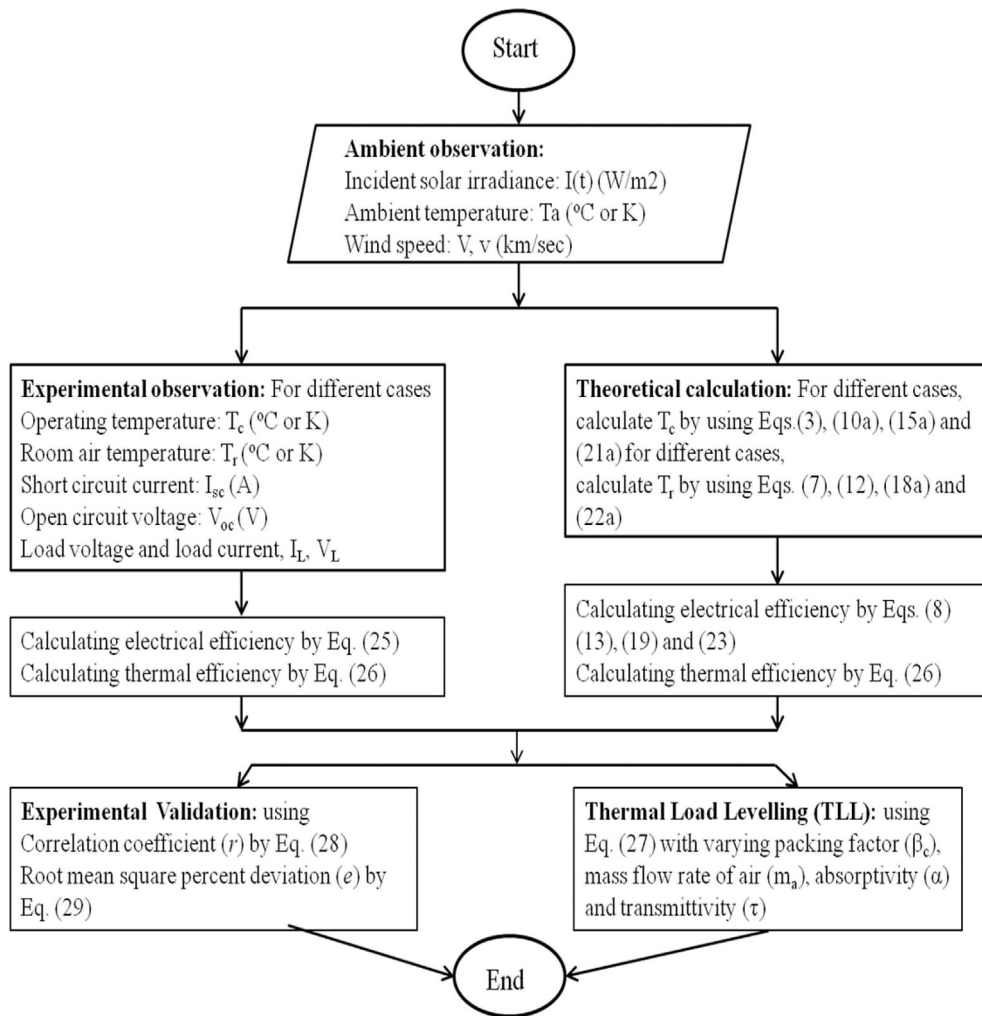 Start
Ambient observation:
Incident solar irradiance: I(t) (W/m2)
Ambient temperature: Ta (⁰C or K)
Wind speed: V, v (km/sec)
Experimental observation: For different cases
Operating temperature: Tc (⁰C or K)
Room air temperature: Tr (⁰C or K)
Short circuit current: Isc (A)
Open circuit voltage: Voc (V)
Load voltage and load current, IL, VL
Theoretical calculation: For different cases,
calculate Tc by using Eqs.(3), (10a), (15a) and
(21a) for different cases,
calculate Tr by using Eqs. (7), (12), (18a) and
(22a)
Calculating electrical efficiency by Eq. (25)
Calculating thermal efficiency by Eq. (26)
Calculating electrical efficiency by Eqs. (8)
(13), (19) and (23)
Calculating thermal efficiency by Eq. (26)
Experimental Validation: using
Correlation coefficient (r) by Eq. (28)
Root mean square percent deviation (e) by
Eq. (29)
Thermal Load Levelling (TLL): using
Eq. (27) with varying packing factor (βc),
mass flow rate of air (ma), absorptivity (α)
and transmittivity (τ)
End